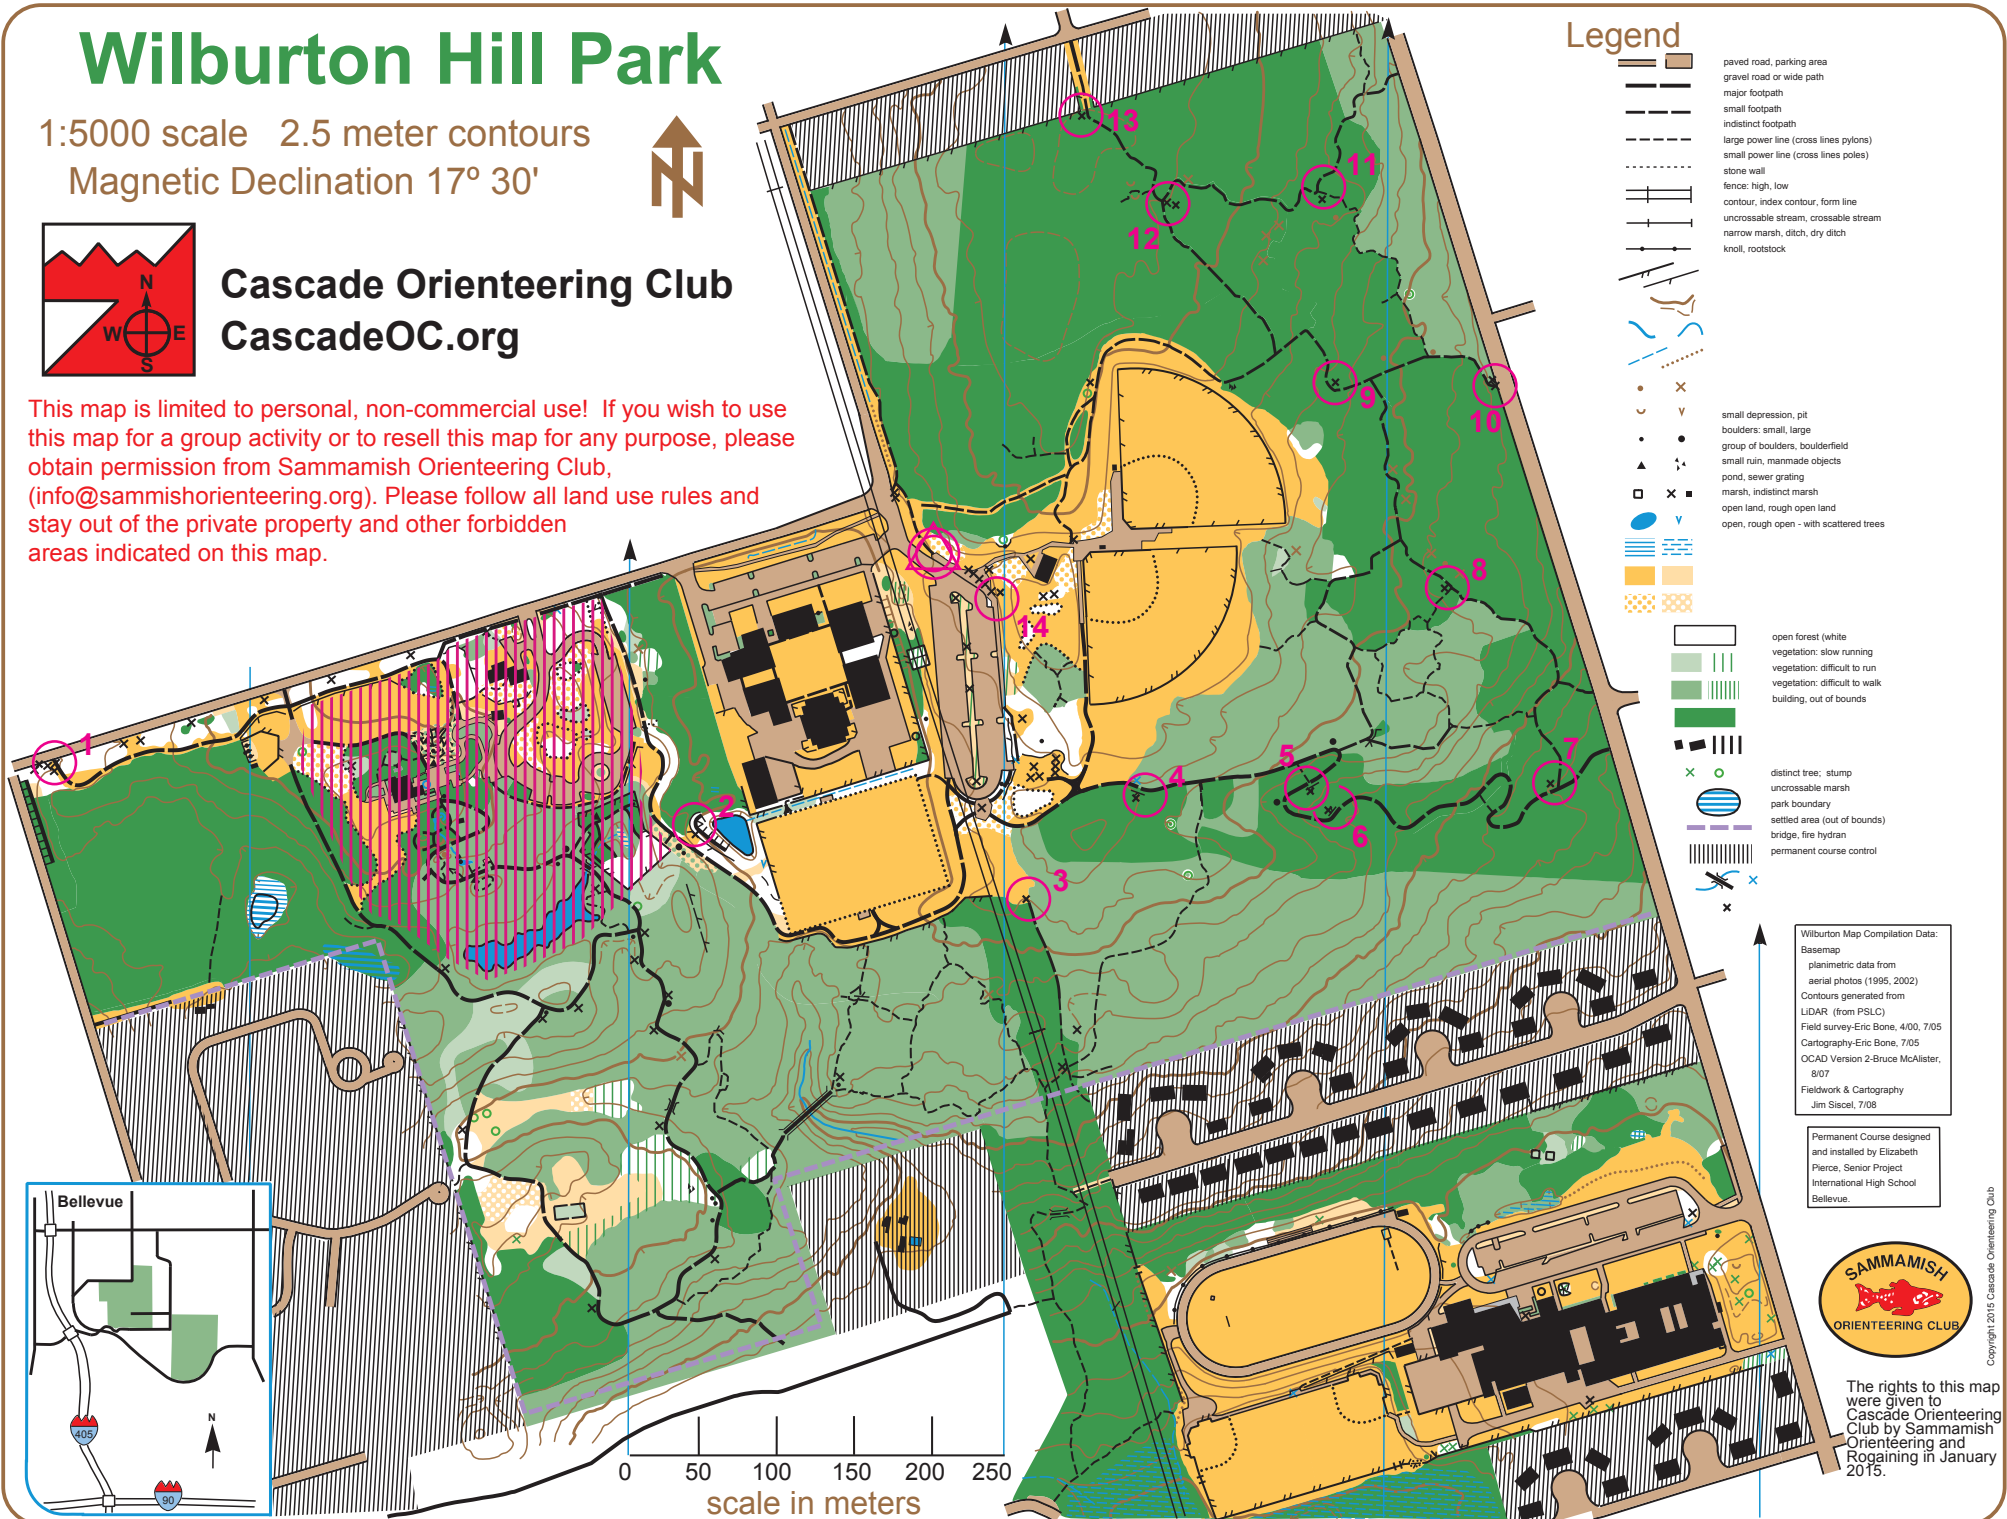 Wilburton Hill Park
1:5000 scale 2.5 meter contours
Magnetic Declination 17º 30'
N
N
W E
S
Cascade Orienteering Club
CascadeOC.org
This map is limited to personal, non-commercial use! If you wish to use
this map for a group activity or to resell this map for any purpose, please
obtain permission from Sammamish Orienteering Club,
(info@sammishorienteering.org). Please follow all land use rules and
stay out of the private property and other forbidden
areas indicated on this map.
Legend
paved road, parking area
gravel road or wide path
major footpath
small footpath
indistinct footpath
large power line (cross lines pylons)
small power line (cross lines poles)
stone wall
fence: high, low
contour, index contour, form line
uncrossable stream, crossable stream
narrow marsh, ditch, dry ditch
knoll, rootstock
small depression, pit
boulders: small, large
group of boulders, boulderfield
small ruin, manmade objects
pond, sewer grating
marsh, indistinct marsh
open land, rough open land
open, rough open - with scattered trees
open forest (white
vegetation: slow running
vegetation: difficult to run
vegetation: difficult to walk
building, out of bounds
distinct tree; stump
uncrossable marsh
park boundary
settled area (out of bounds)
bridge, fire hydran
permanent course control
13
11
12
9
10
8
14
7
5
4
6
1
2
3
Wilburton Map Compilation Data:
Basemap
planimetric data from
aerial photos (1995, 2002)
Contours generated from
LiDAR (from PSLC)
Field survey-Eric Bone, 4/00, 7/05
Cartography-Eric Bone, 7/05
OCAD Version 2-Bruce McAlister,
8/07
Fieldwork & Cartography
Jim Siscel, 7/08
Permanent Course designed
and installed by Elizabeth
Pierce, Senior Project
International High School
Bellevue.
SAMMAMISH
ORIENTEERING CLUB
Copyright 2015 Cascade Orienteering Club
The rights to this map
were given to
Cascade Orienteering
Club by Sammamish
Orienteering and
Rogaining in January
2015.
Bellevue
405
N
90
0 50 100 150 200 250
scale in meters